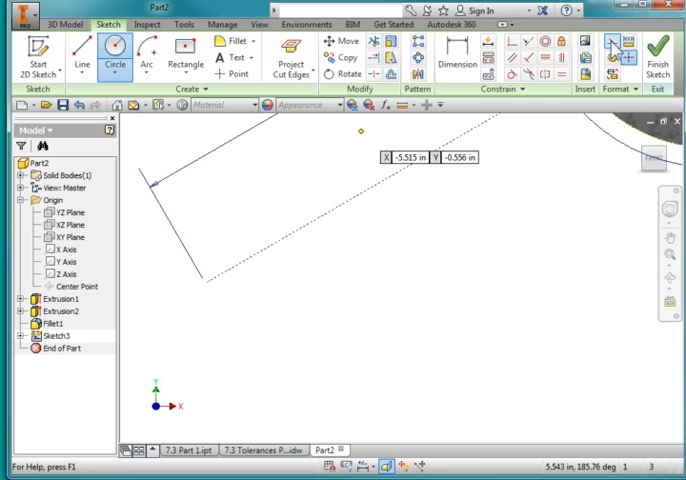 Part2
Sign In
PRO
3D Model
Sketch
Inspect
Tools
Manage
View
Environments
BIM
Get Started
Autodesk 360
Start
2D Sketch
Line
Circle
Arc
Rectangle
Fillet
Text
Point
Project
Cut Edges
Move
Copy
Rotate
Dimension
Finish
Sketch
Sketch
Create
Modify
Pattern
Constrain
Insert
Format
Exit
Material
Appearance
Model
Part2
Solid Bodies(1)
View: Master
Origin
YZ Plane
XZ Plane
XY Plane
X Axis
Y Axis
Z Axis
Center Point
Extrusion1
Extrusion2
Fillet1
Sketch3
End of Part
X -5.515 in Y -0.556 in
Y
X
7.3 Part 1.ipt
7.3 Tolerances P...idw
Part2
For Help, press F1
5.543 in, 185.76 deg 1 3